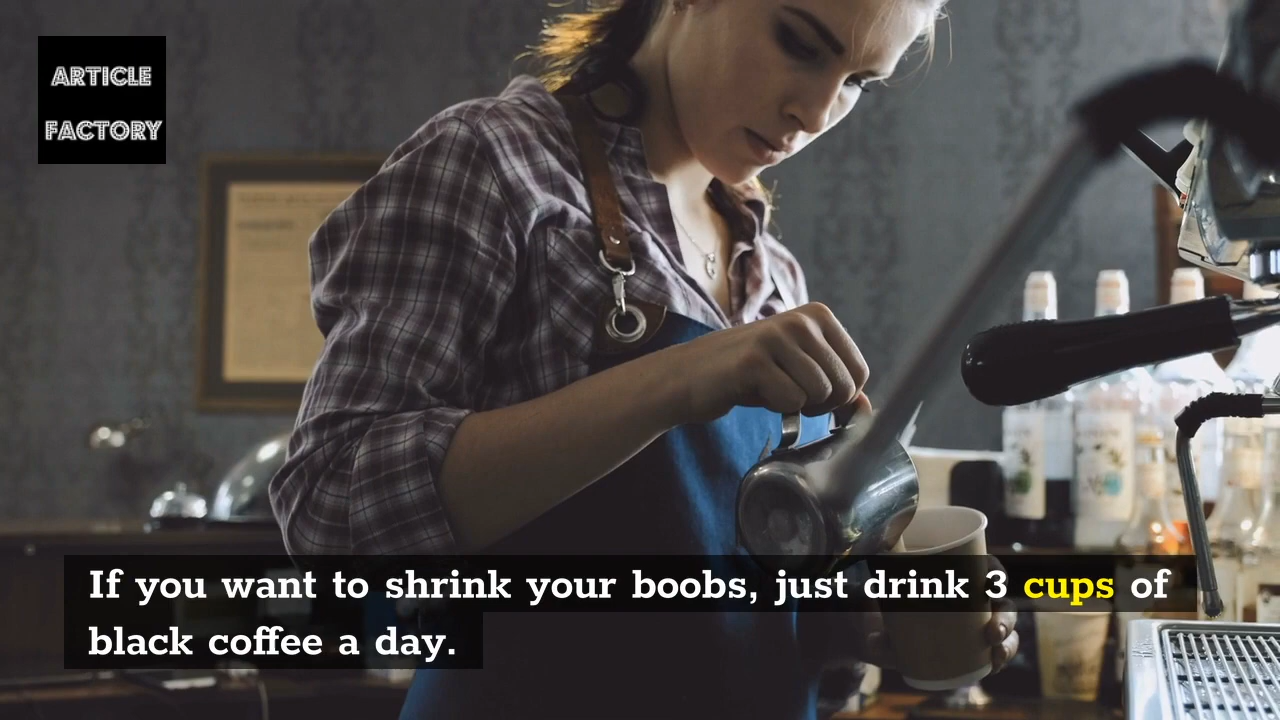 ARTICLE
FACTORY
If you want to shrink your boobs, just drink 3 cups of
black coffee a day.